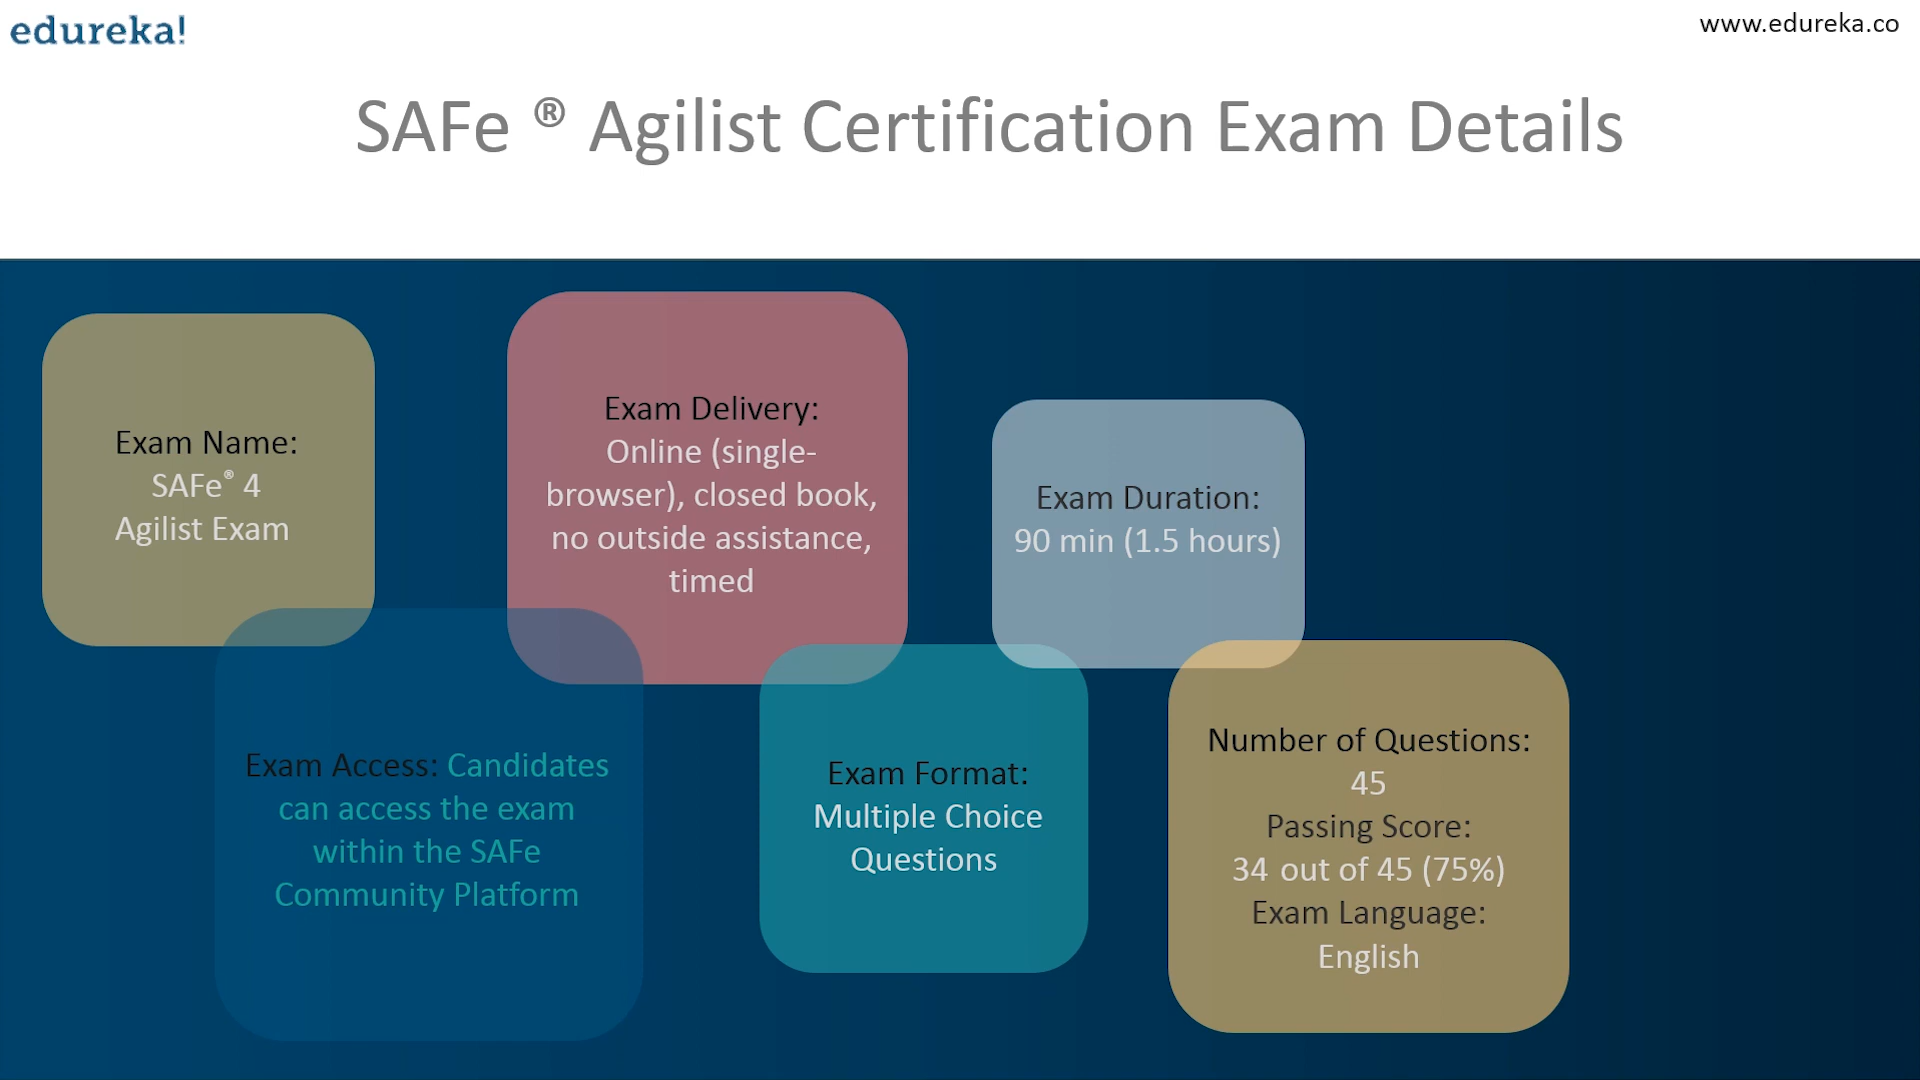 edureka!
www.edureka.co
SAFe ® Agilist Certification Exam Details
Exam Name:
SAFe® 4
Agilist Exam
Exam Delivery:
Online (single-
browser), closed book,
no outside assistance,
timed
Exam Duration:
90 min (1.5 hours)
Exam Access: Candidates
can access the exam
within the SAFe
Community Platform
Exam Format:
Multiple Choice
Questions
Number of Questions:
45
Passing Score:
34 out of 45 (75%)
Exam Language:
English